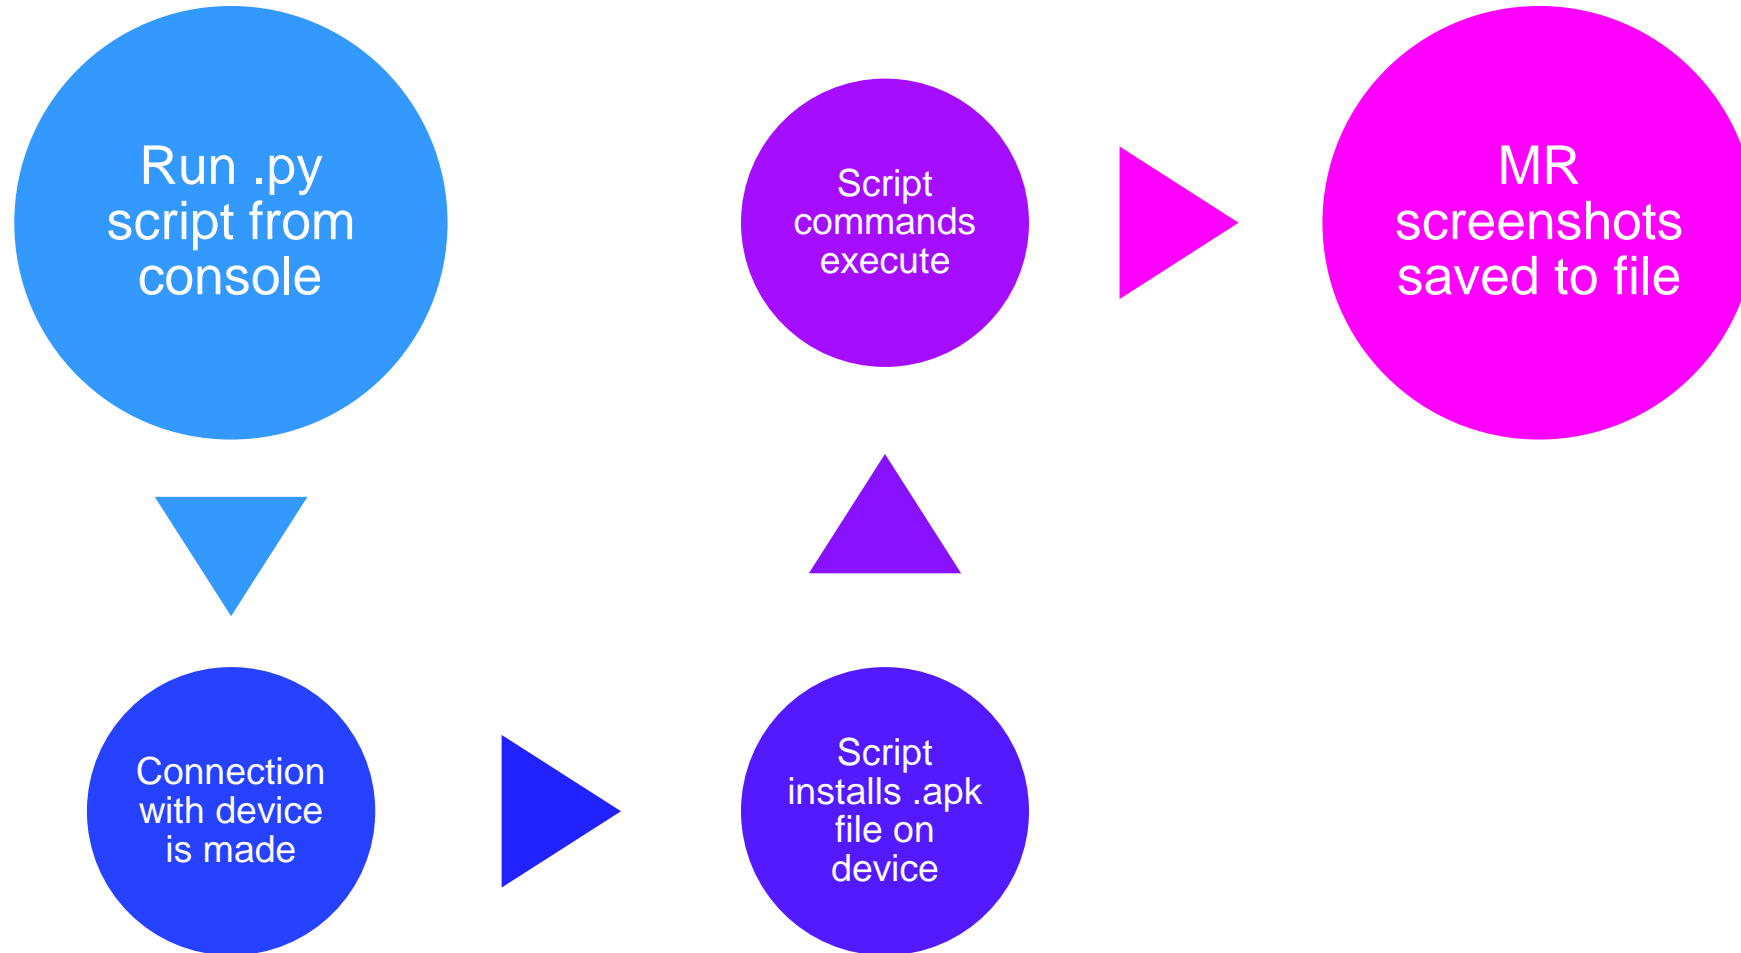 Run .py
script from
console
Connection
with device
is made
Script
installs .apk
file on
device
Script
commands
execute
MR
screenshots
saved to file